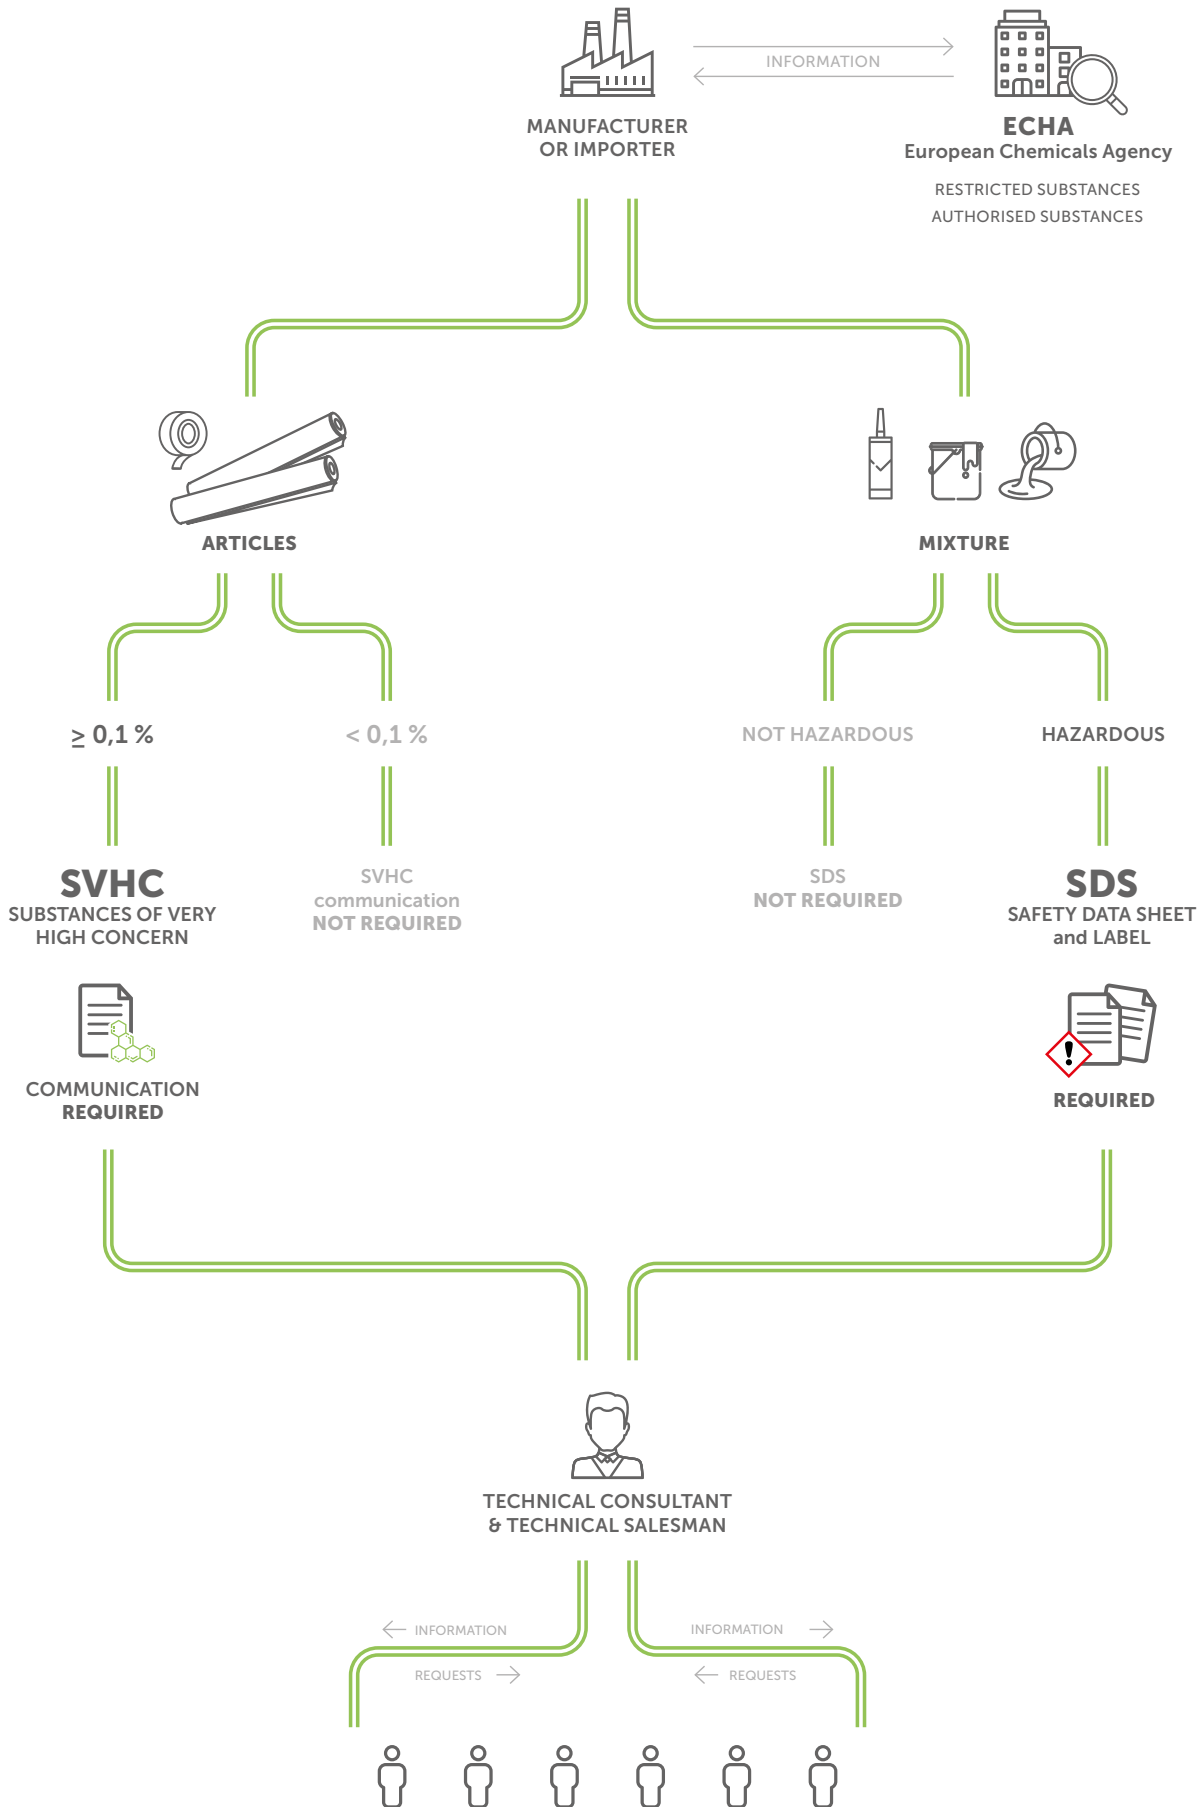 INFORMATION
MANUFACTURER
OR IMPORTER
ECHA
European Chemicals Agency
RESTRICTED SUBSTANCES
AUTHORISED SUBSTANCES
ARTICLES
MIXTURE
≥ 0,1 %
< 0,1 %
NOT HAZARDOUS
HAZARDOUS
SVHC
SUBSTANCES OF VERY
HIGH CONCERN
SVHC
communication
NOT REQUIRED
SDS
NOT REQUIRED
SDS
SAFETY DATA SHEET
and LABEL
COMMUNICATION
REQUIRED
REQUIRED
TECHNICAL CONSULTANT
& TECHNICAL SALESMAN
INFORMATION
INFORMATION
REQUESTS
REQUESTS